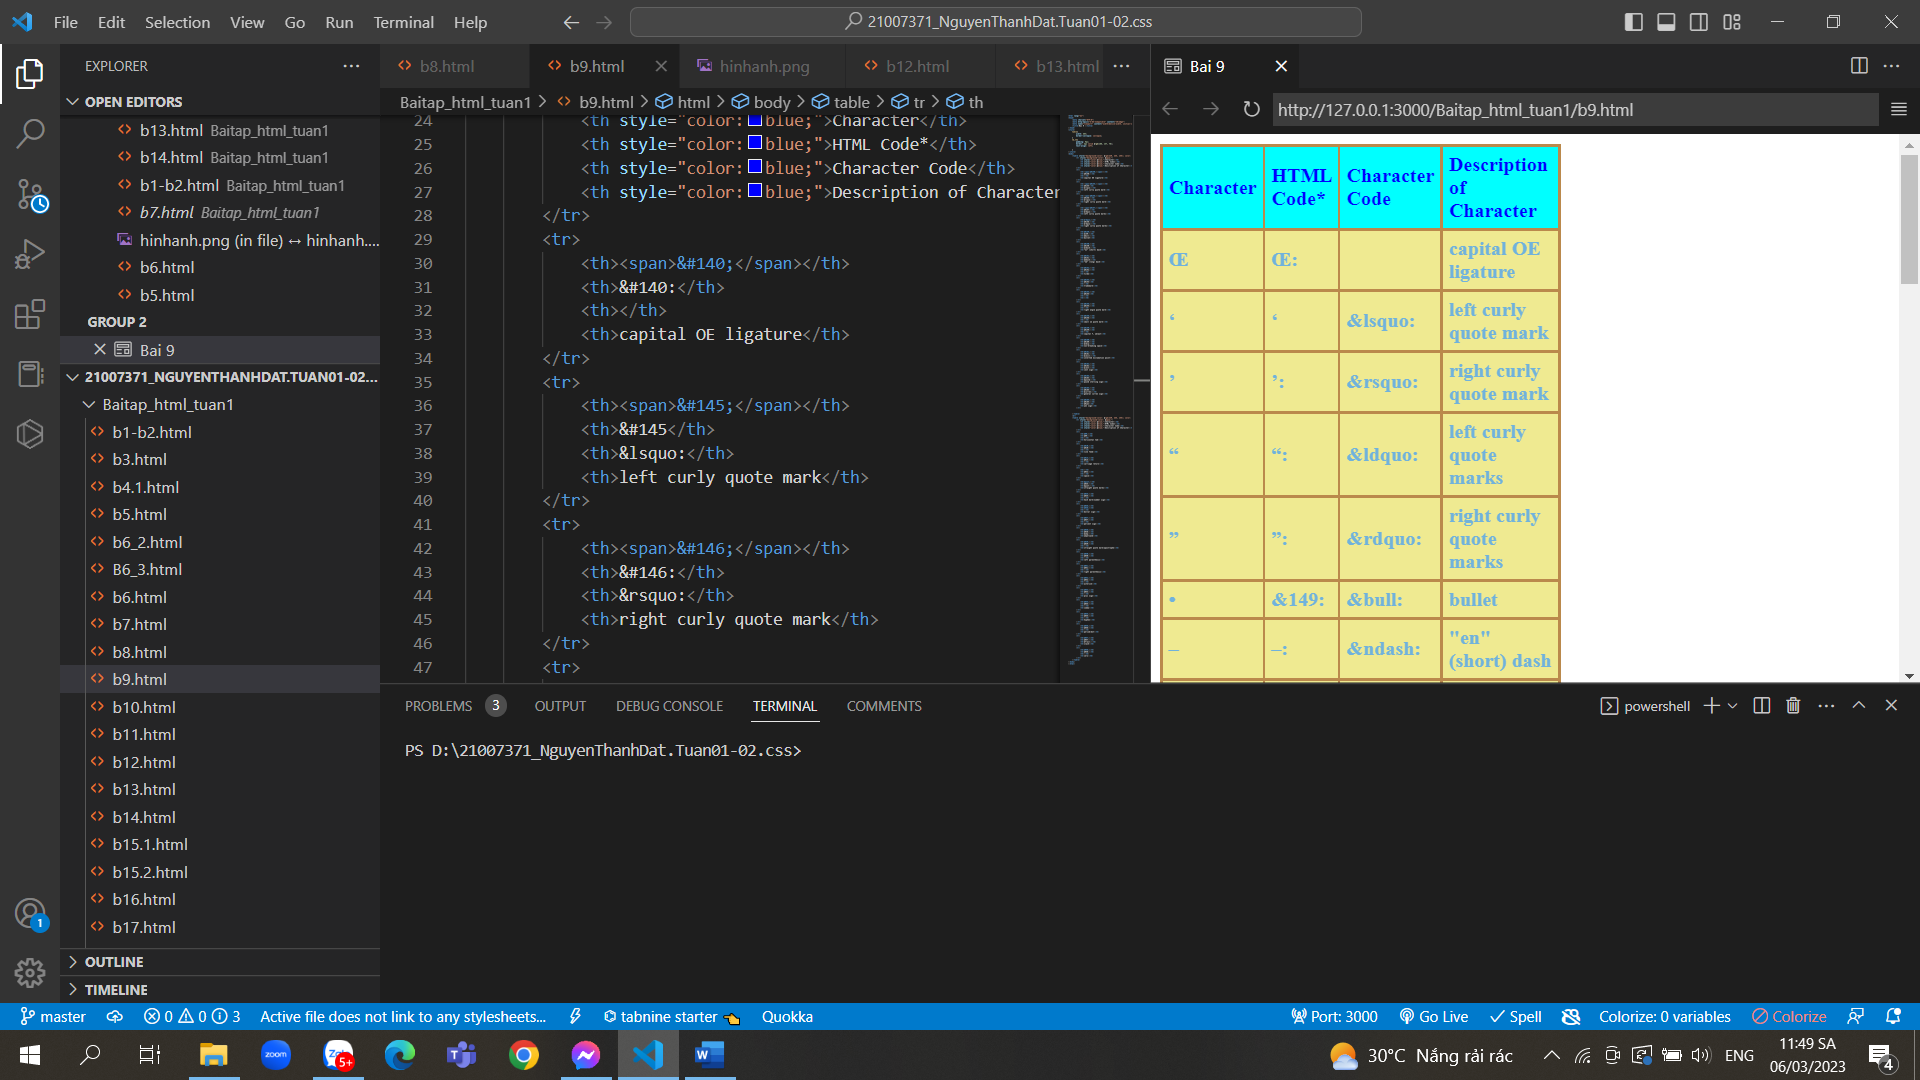 File Edit Selection View Go Run Terminal Help
21007371_NguyenThanhDat.Tuan01-02.css
EXPLORER
OPEN EDITORS
b13.html Baitap_html_tuan1
b14.html Baitap_html_tuan1
b1-b2.html Baitap_html_tuan1
b7.html Baitap_html_tuan1
hinhanh.png (in file) ↔ hinhanh....
b6.html
b5.html
GROUP 2
Bai 9
21007371_NGUYENTHANHDAT.TUAN01-02...
Baitap_html_tuan1
b1-b2.html
b3.html
b4.1.html
b5.html
b6_2.html
B6_3.html
b6.html
b7.html
b8.html
b9.html
b10.html
b11.html
b12.html
b13.html
b14.html
b15.1.html
b15.2.html
b16.html
b17.html
OUTLINE
TIMELINE
b8.html b9.html hinhanh.png b12.html b13.html
Baitap_html_tuan1 > b9.html > html > body > table > tr > th
24 <th style="color: blue;">Character</th>
25 <th style="color: blue;">HTML Code*</th>
26 <th style="color: blue;">Character Code</th>
27 <th style="color: blue;">Description of Character
28 </tr>
29 <tr>
30 <th><span>&#140;</span></th>
31 <th>&#140:</th>
32 <th></th>
33 <th>capital OE ligature</th>
34 </tr>
35 <tr>
36 <th><span>&#145;</span></th>
37 <th>&#145</th>
38 <th>&lsquo:</th>
39 <th>left curly quote mark</th>
40 </tr>
41 <tr>
42 <th><span>&#146;</span></th>
43 <th>&#146:</th>
44 <th>&rsquo:</th>
45 <th>right curly quote mark</th>
46 </tr>
47 <tr>
Bai 9
http://127.0.0.1:3000/Baitap_html_tuan1/b9.html
Character HTML Code* Character Code Description of Character
Œ Œ: capital OE ligature
‘ ‘ &lsquo: left curly quote mark
’ ’: &rsquo: right curly quote mark
“ “: &ldquo: left curly quote marks
” ”: &rdquo: right curly quote marks
• &149: &bull: bullet
– –: &ndash: "en" (short) dash
PROBLEMS 3 OUTPUT DEBUG CONSOLE TERMINAL COMMENTS
powershell
PS D:\21007371_NguyenThanhDat.Tuan01-02.css>
1
master 0 0 3 Active file does not link to any stylesheets... tabnine starter Quokka
Port: 3000 Go Live Spell Colorize: 0 variables Colorize
zoom
5+
30°C Nắng rải rác
ENG
11:49 SA
06/03/2023
4